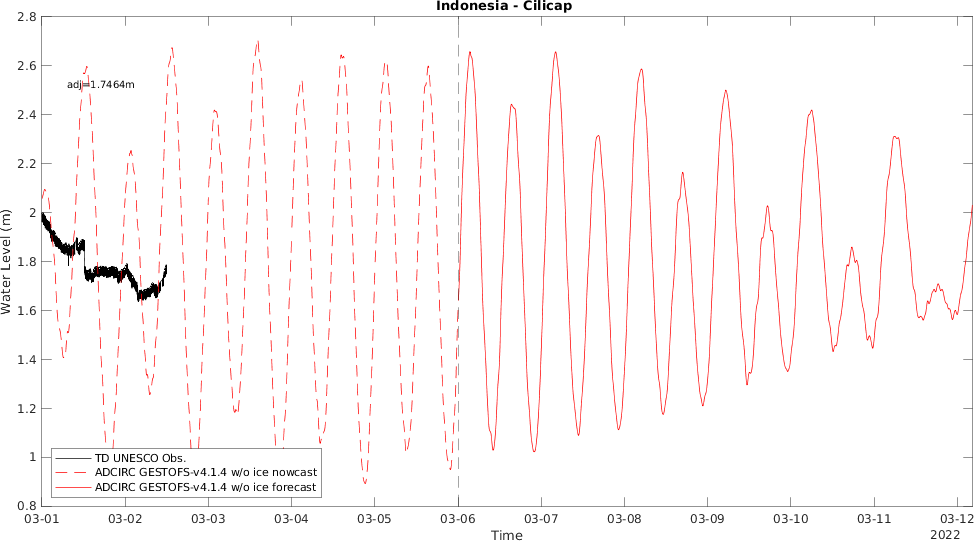 Indonesia - Cilicap
Water Level (m)
2.8
2.6
2.4
2.2
2
1.8
1.6
1.4
1.2
1
0.8
adj=1.7464m
TD UNESCO Obs.
ADCIRC GESTOFS-v4.1.4 w/o ice nowcast
ADCIRC GESTOFS-v4.1.4 w/o ice forecast
03-01 03-02 03-03 03-04 03-05 03-06 03-07 03-08 03-09 03-10 03-11 03-12
Time
2022